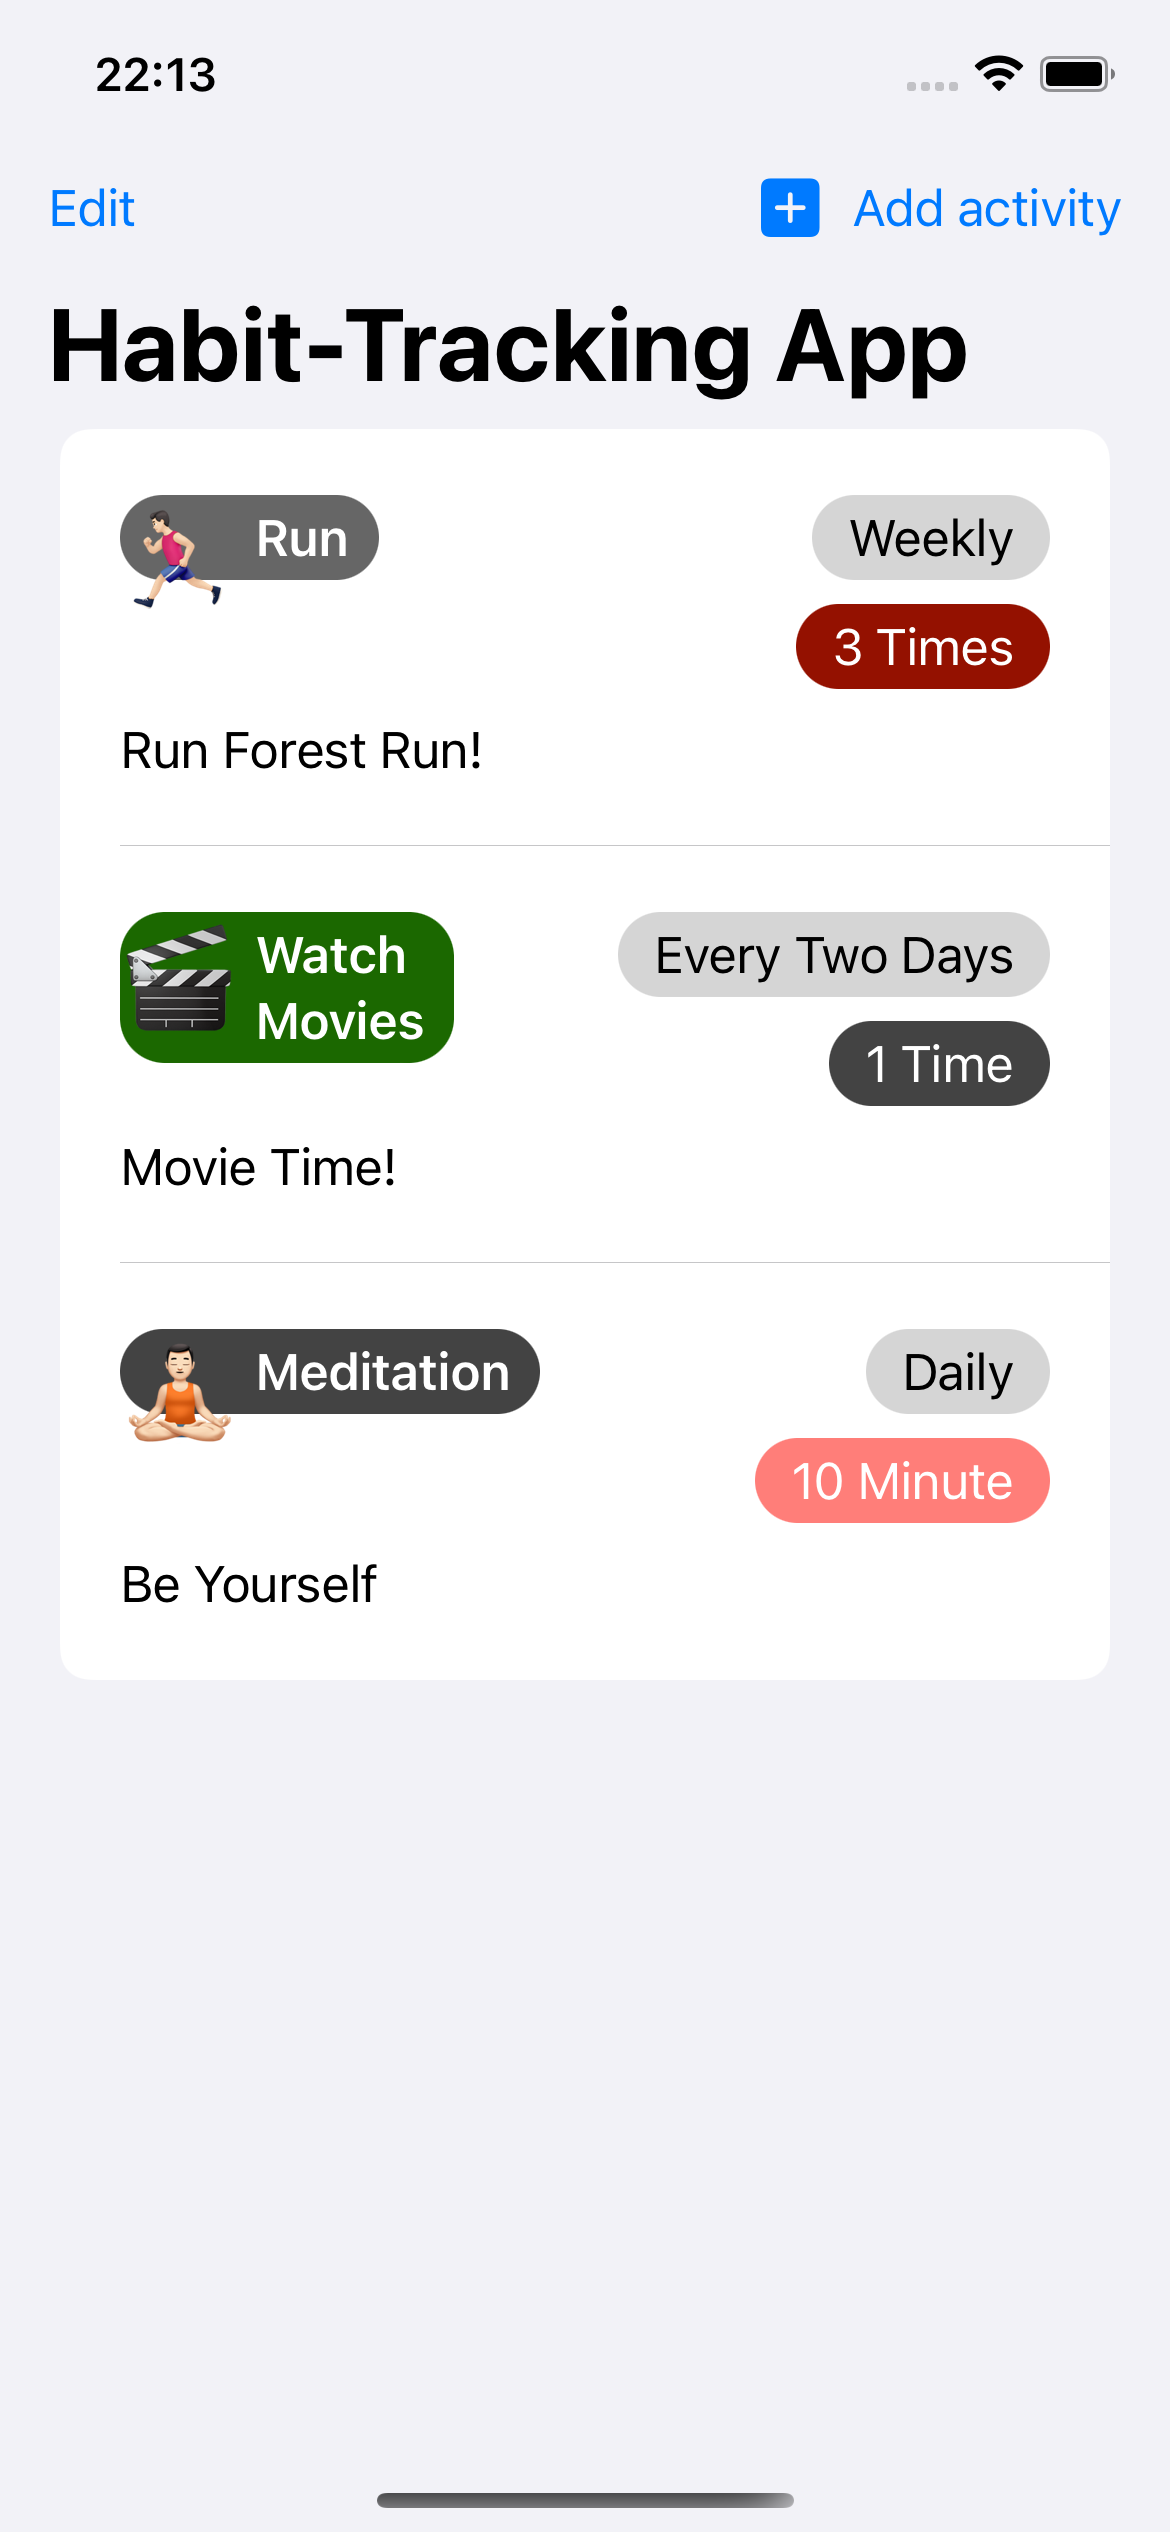 22:13
Edit
Add activity
Habit-Tracking App
Run
Weekly
3 Times
Run Forest Run!
Watch
Movies
Every Two Days
1 Time
Movie Time!
Meditation
Daily
10 Minute
Be Yourself